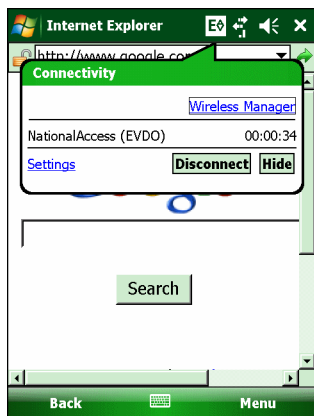 Internet Explorer
http://www.google.co
Connectivity
Wireless Manager
NationalAccess (EVDO) 00:00:34
Settings Disconnect Hide
Search
Back Menu